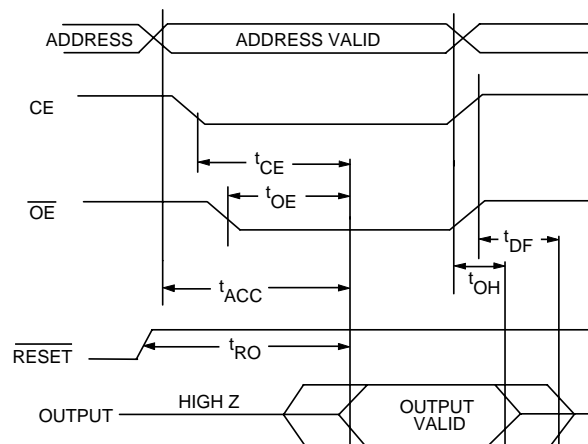 ADDRESS
ADDRESS VALID
CE
tCE
tOE
OE
tDF
tOH
tACC
tRO
RESET
HIGH Z
OUTPUT
OUTPUT
VALID